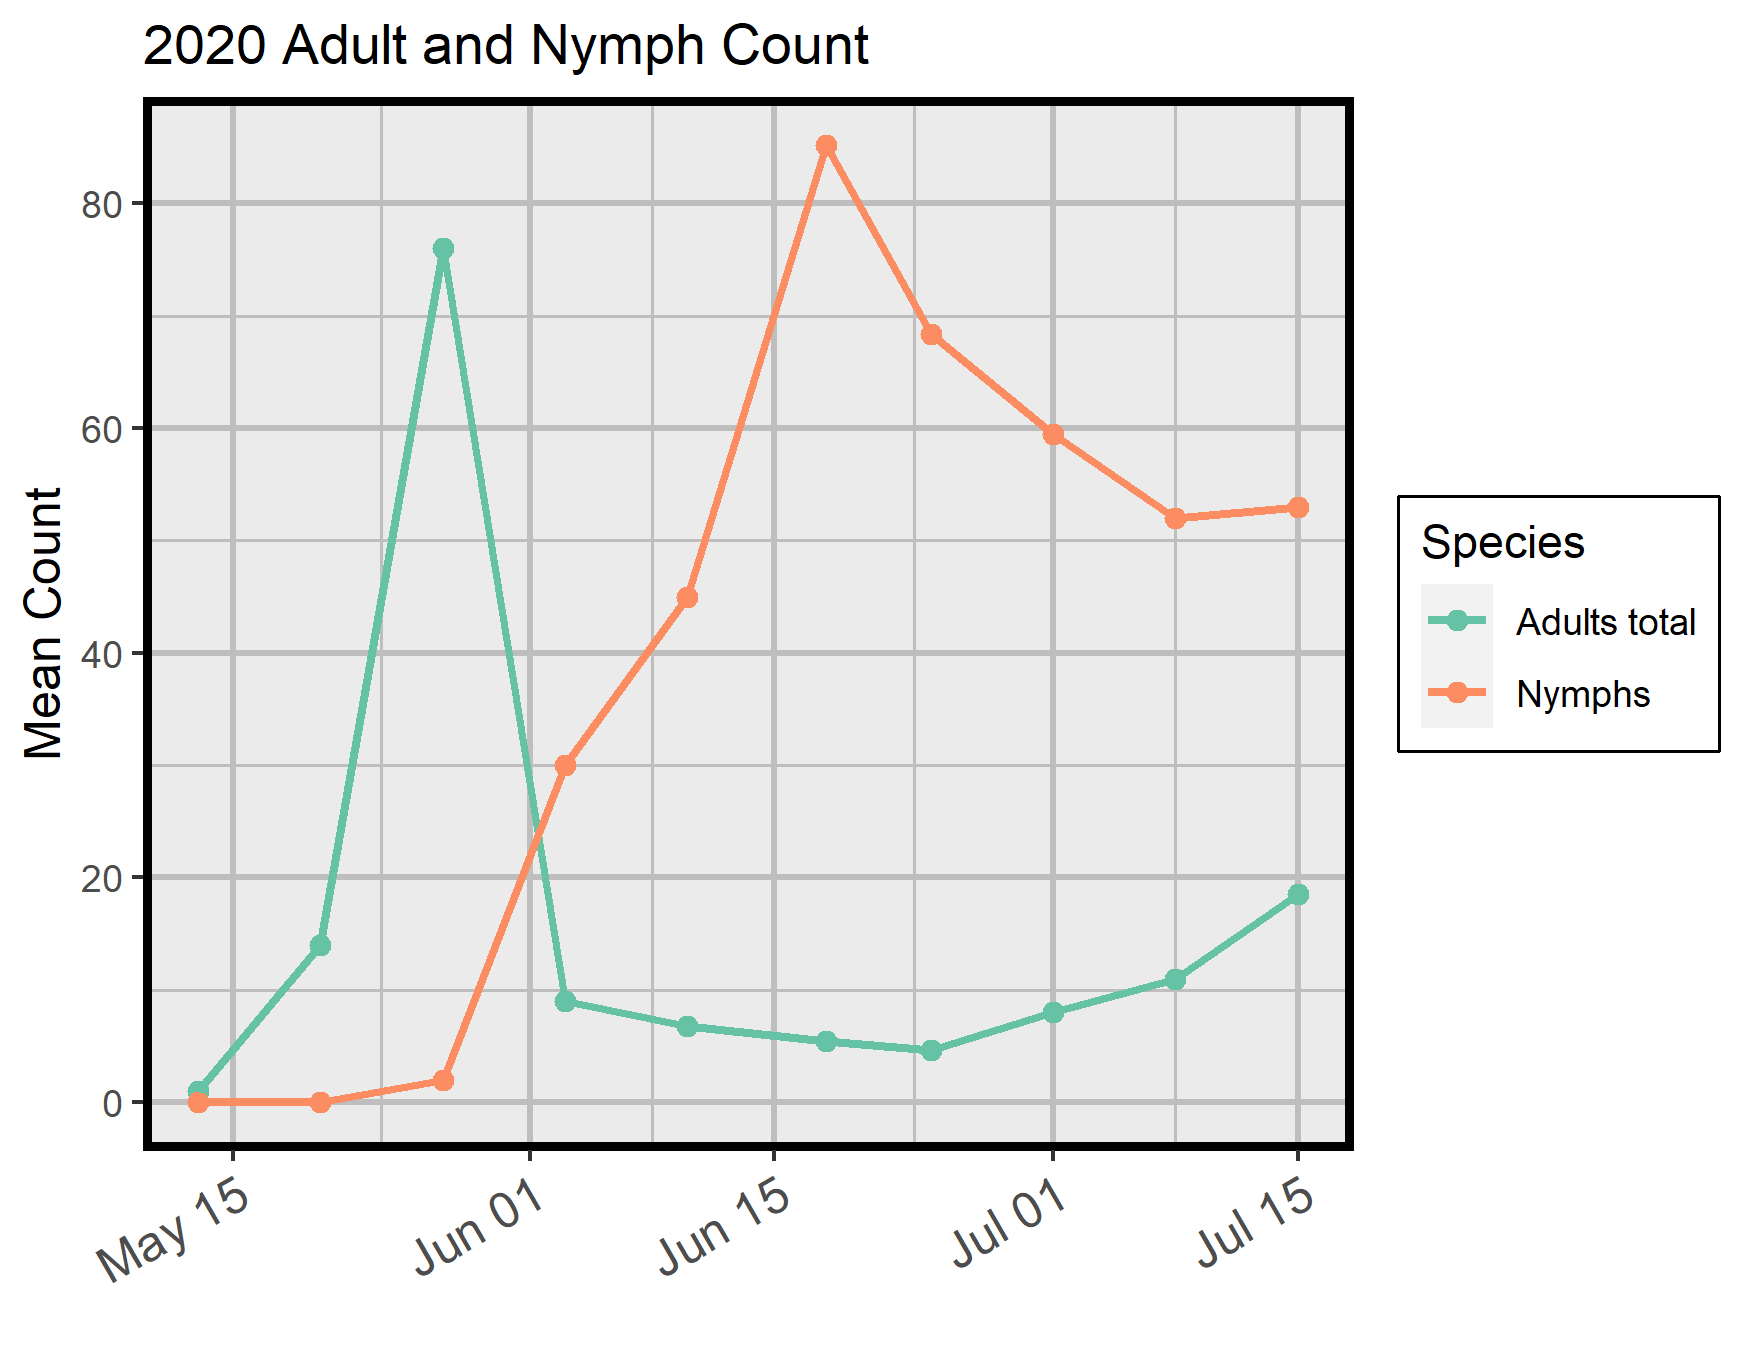 2020 Adult and Nymph Count
Mean Count
80
60
40
20
0
May 15
Jun 01
Jun 15
Jul 01
Jul 15
Species
Adults total
Nymphs